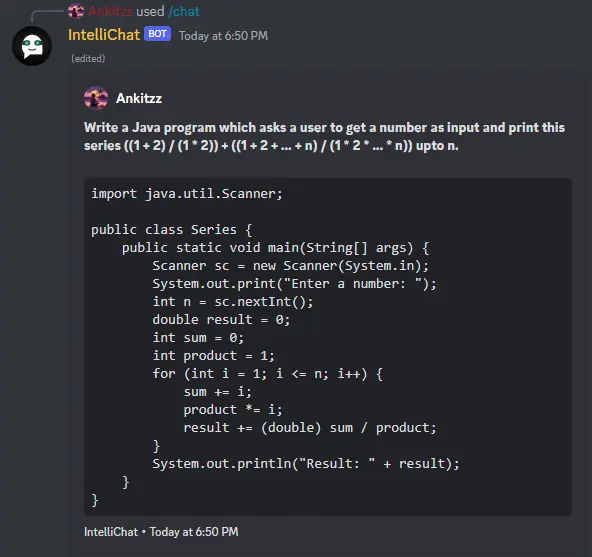 Ankitzz used /chat
IntelliChat BOT Today at 6:50 PM
(edited)
Ankitzz
Write a Java program which asks a user to get a number as input and print this
series ((1 + 2) / (1 * 2)) + ((1 + 2 + ... + n) / (1 * 2 * ... * n)) upto n.
import java.util.Scanner;
public class Series {
    public static void main(String[] args) {
        Scanner sc = new Scanner(System.in);
        System.out.print("Enter a number: ");
        int n = sc.nextInt();
        double result = 0;
        int sum = 0;
        int product = 1;
        for (int i = 1; i <= n; i++) {
            sum += i;
            product *= i;
            result += (double) sum / product;
        }
        System.out.println("Result: " + result);
    }
}
IntelliChat • Today at 6:50 PM